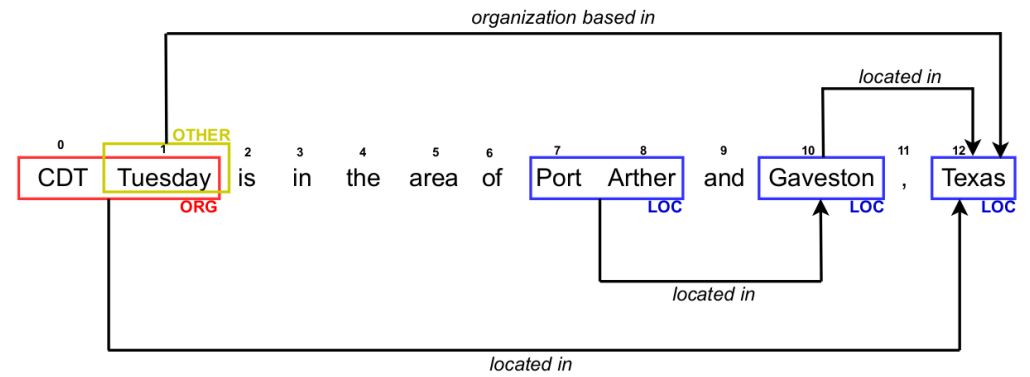 organization based in
located in
OTHER
0 1 2 3 4 5 6 7 8 9 10 11 12
CDT Tuesday is in the area of Port Arther and Gaveston , Texas
ORG LOC LOC LOC
located in
located in